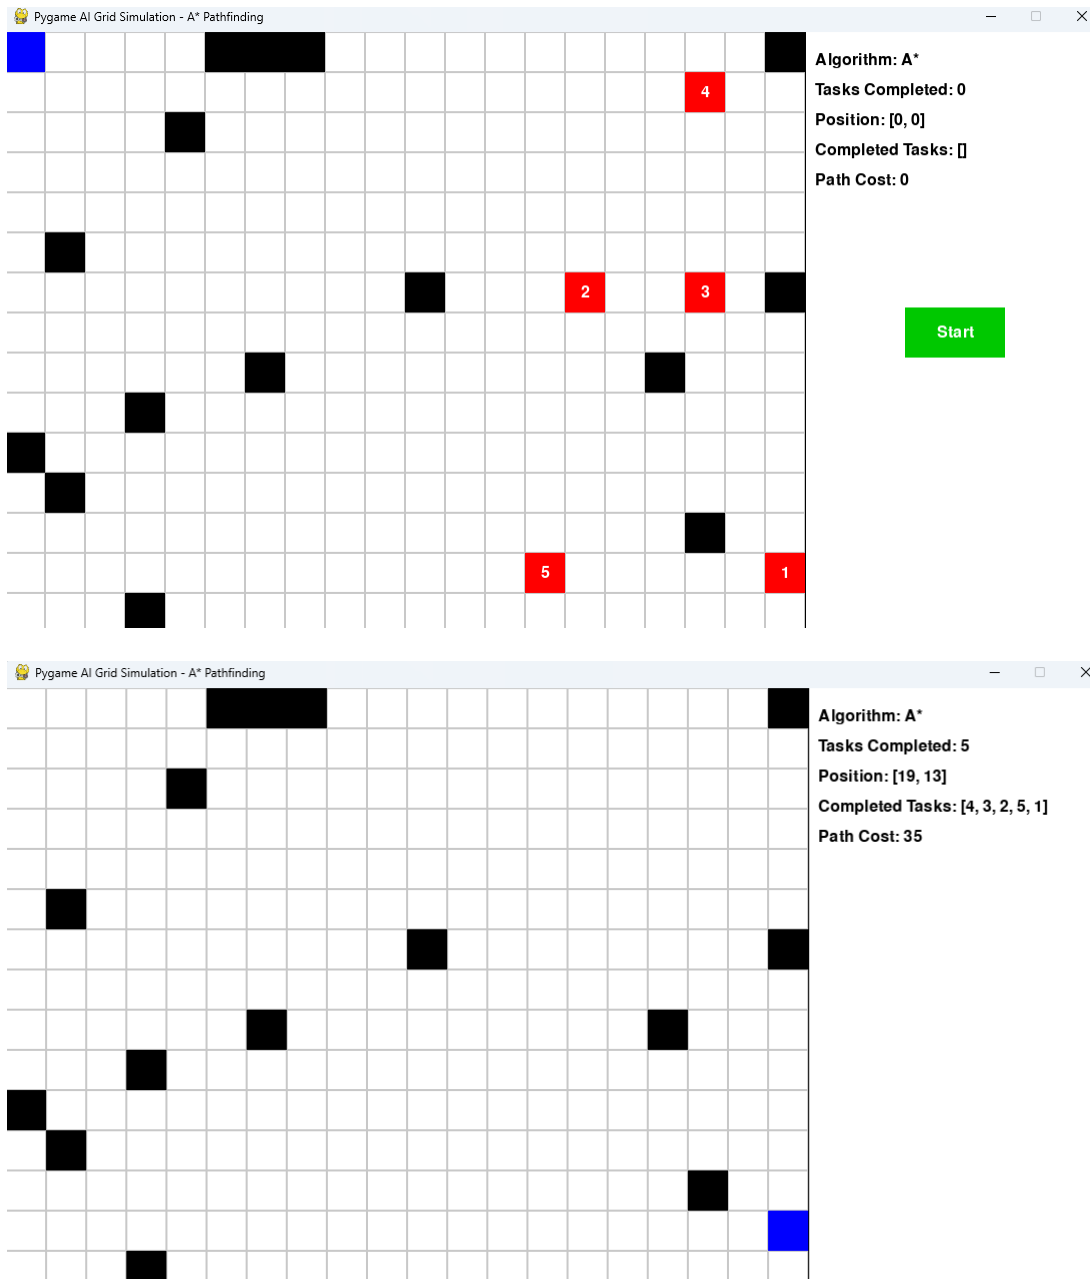 Pygame AI Grid Simulation - A* Pathfinding
Algorithm: A*
4
Tasks Completed: 0
Position: [0, 0]
Completed Tasks: []
Path Cost: 0
2
3
Start
5
1
Pygame AI Grid Simulation - A* Pathfinding
Algorithm: A*
Tasks Completed: 5
Position: [19, 13]
Completed Tasks: [4, 3, 2, 5, 1]
Path Cost: 35